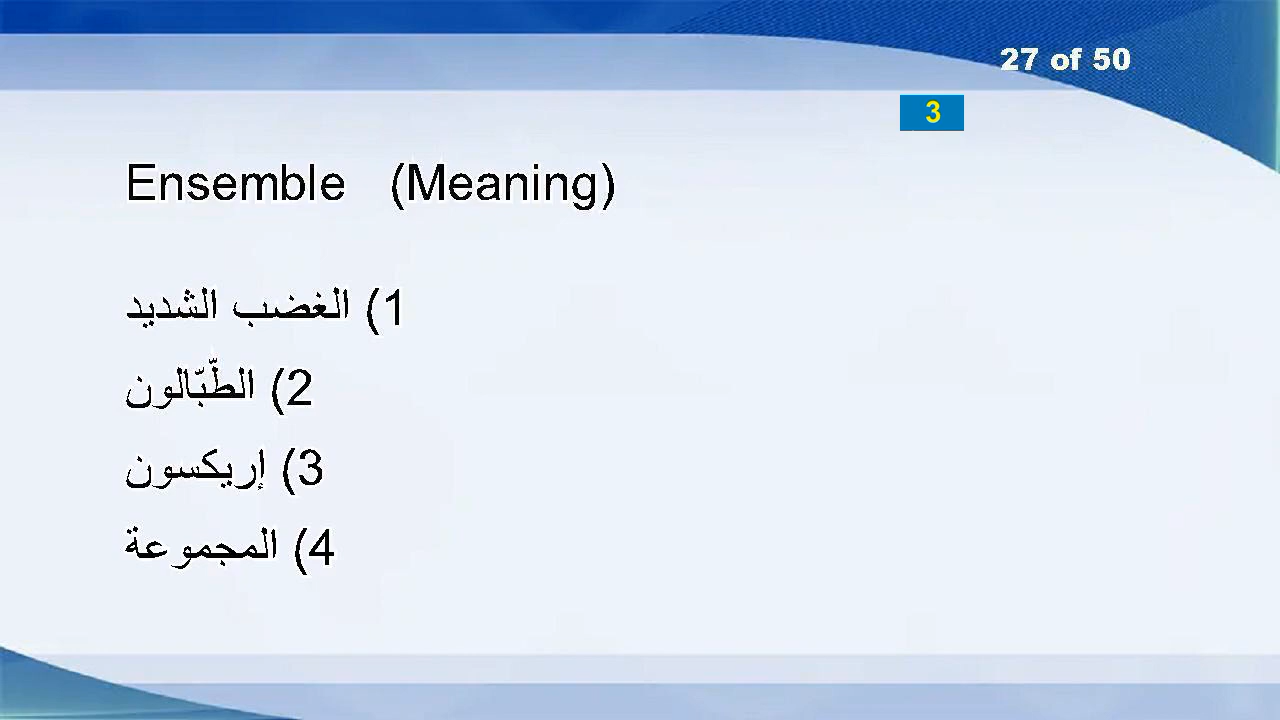 27 of 50
3
Ensemble (Meaning)
1) الغضب الشديد
2) الطّبّالون
3) إريكسون
4) المجموعة